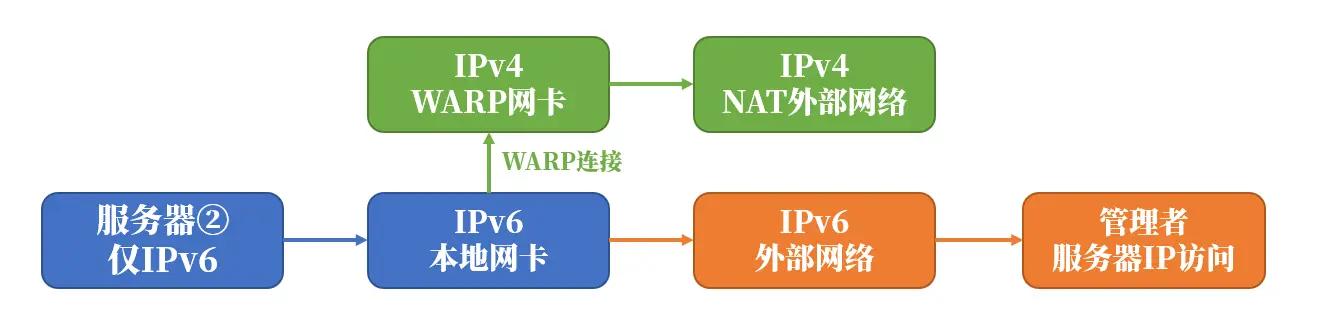 IPv4
WARP网卡
IPv4
NAT外部网络
WARP连接
服务器②
仅IPv6
IPv6
本地网卡
IPv6
外部网络
管理者
服务器IP访问